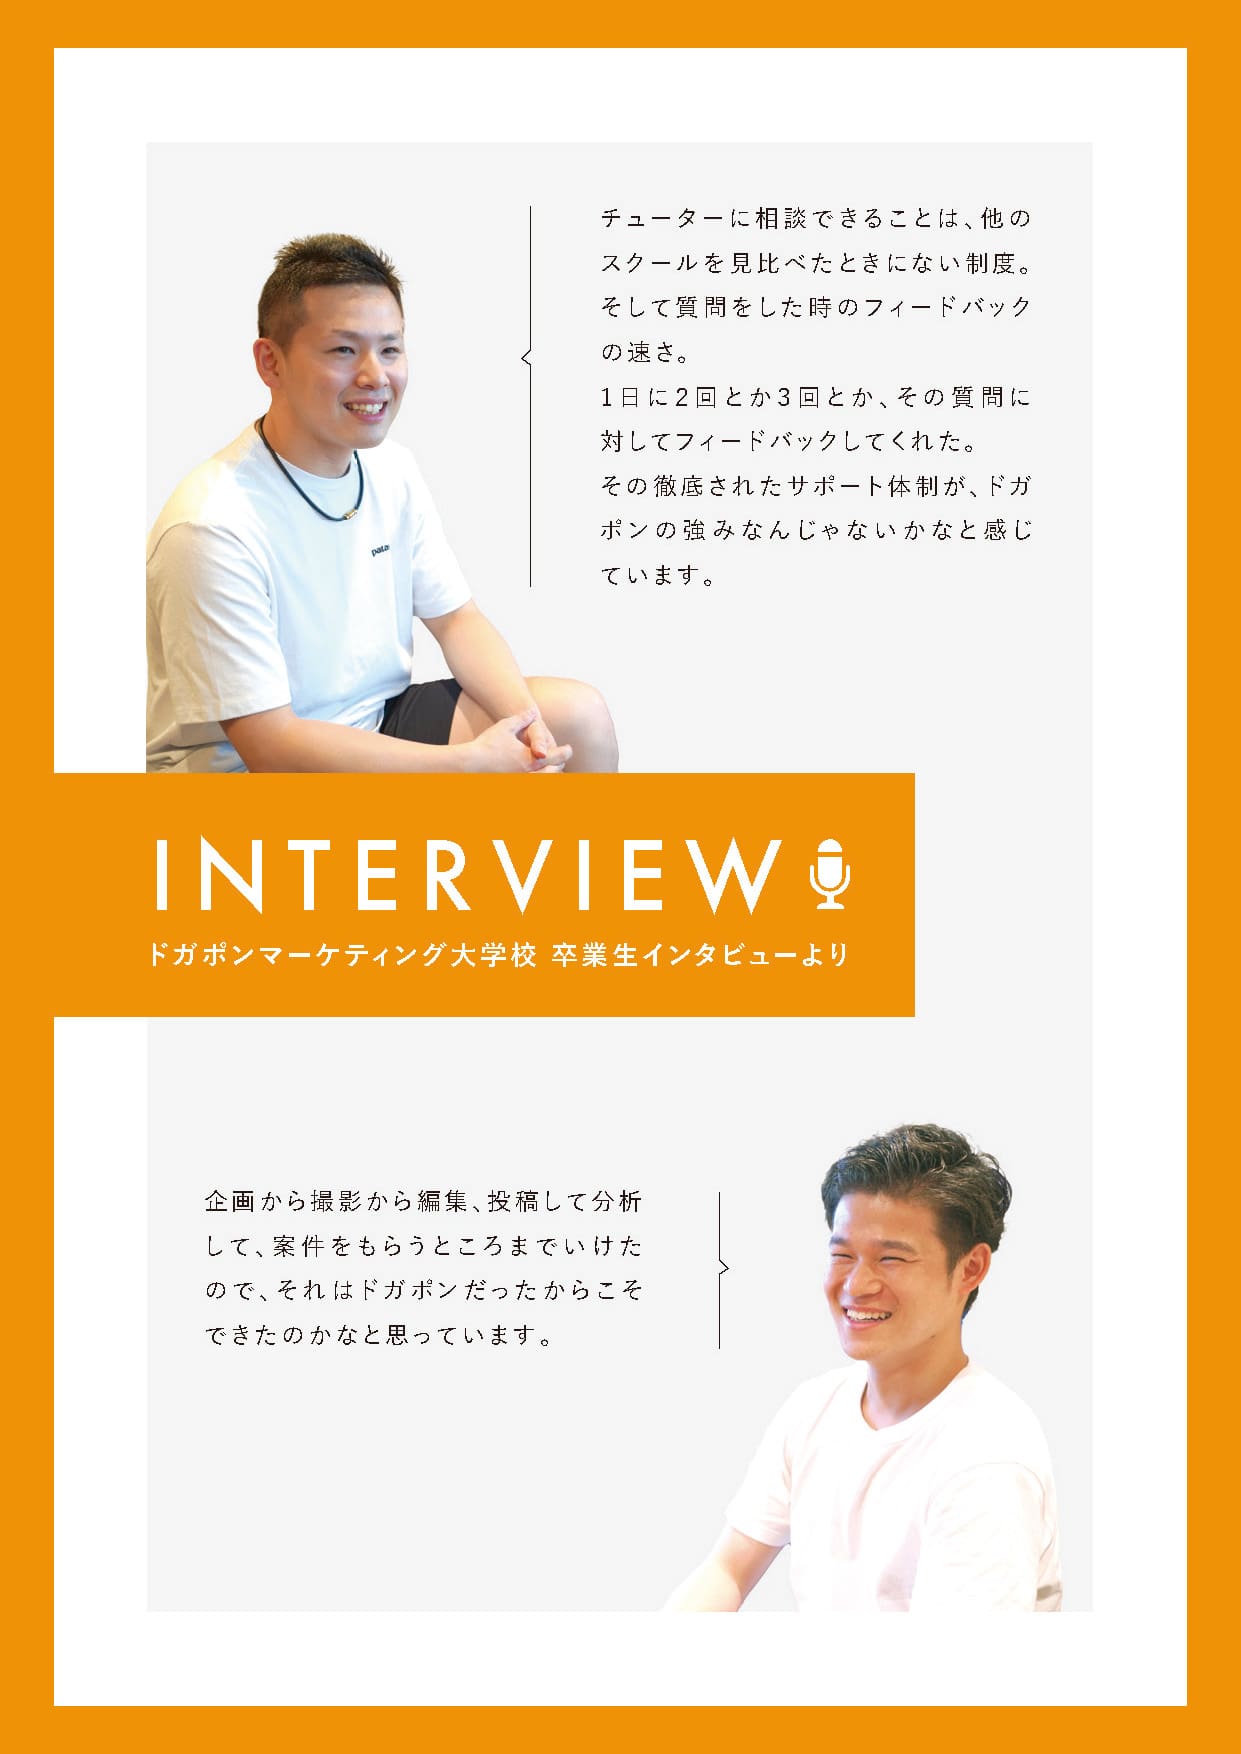 チューターに相談できることは、他の
スクールを見比べたときにない制度。
そして質問をした時のフィードバック
の速さ。
1日に2回とか3回とか、その質問に
対してフィードバックしてくれた。
その徹底されたサポート体制が、ドガ
ポンの強みなんじゃないかなと感じ
ています。
INTERVIEW
ドガポンマーケティング大学校 卒業生インタビューより
企画から撮影から編集、投稿して分析
して、案件をもらうところまでいけた
ので、それはドガポンだったからこそ
できたのかなと思っています。